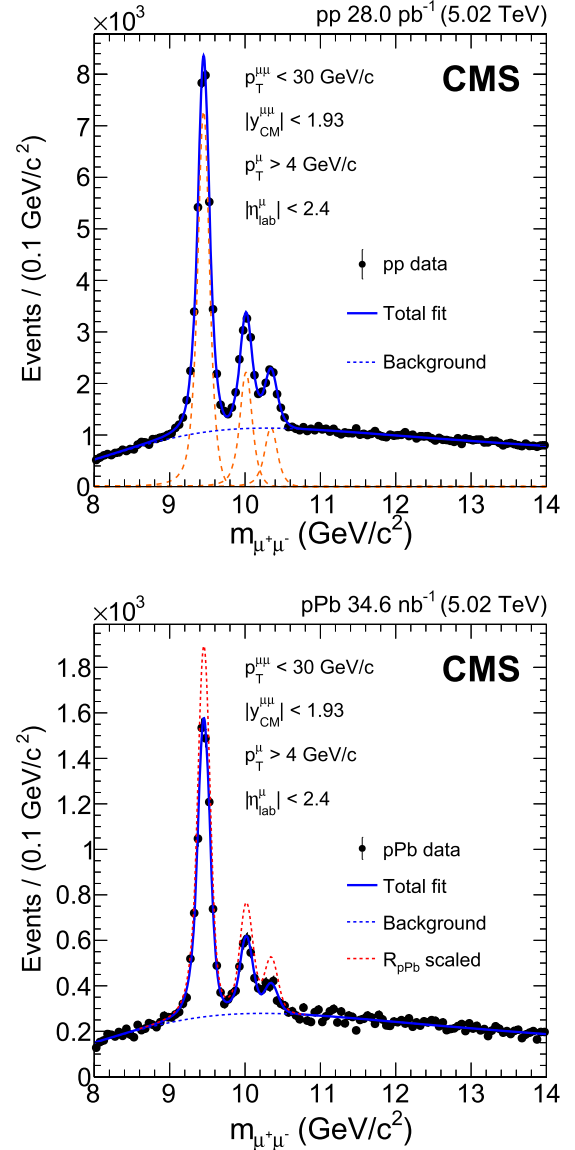 ×10³ pp 28.0 pb⁻¹ (5.02 TeV)
8
7
6
5
4
3
2
1
0
Events / (0.1 GeV/c²)
p_T^μμ < 30 GeV/c
CMS
|y_CM^μμ| < 1.93
p_T^μ > 4 GeV/c
|η_lab^μ| < 2.4
pp data
Total fit
Background
8 9 10 11 12 13 14
m_μ⁺μ⁻ (GeV/c²)
×10³ pPb 34.6 nb⁻¹ (5.02 TeV)
1.8
1.6
1.4
1.2
1
0.8
0.6
0.4
0.2
0
Events / (0.1 GeV/c²)
p_T^μμ < 30 GeV/c
CMS
|y_CM^μμ| < 1.93
p_T^μ > 4 GeV/c
|η_lab^μ| < 2.4
pPb data
Total fit
Background
R_pPb scaled
8 9 10 11 12 13 14
m_μ⁺μ⁻ (GeV/c²)